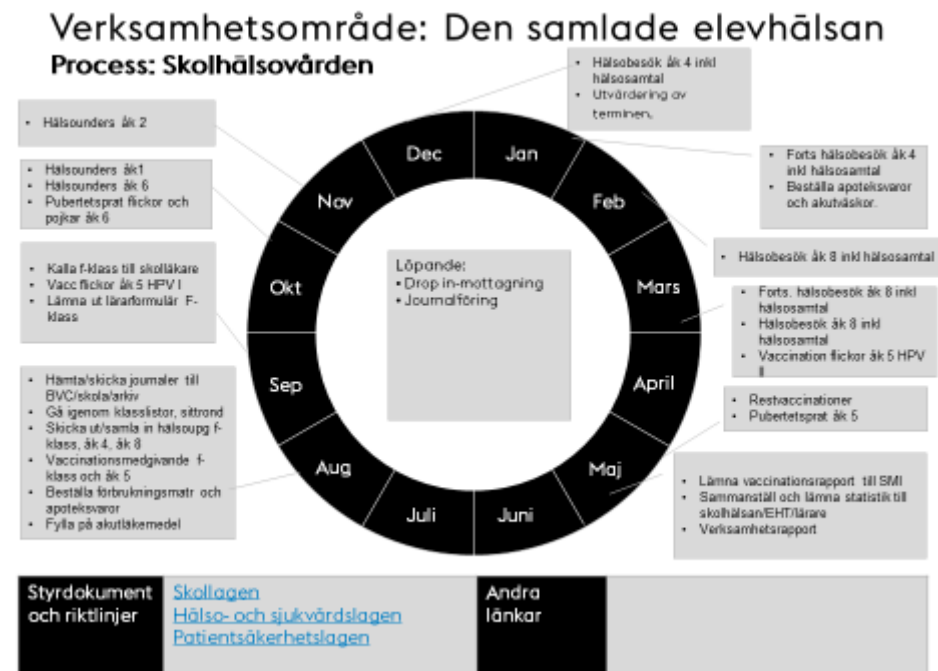 Verksamhetsområde: Den samlade elevhälsan
Process: Skolhälsovården
• Hälsobesök åk 4 inkl
hälsosamtal
• Utvärdering av
terminen.
• Forts hälsobesök åk 4
inkl hälsosamtal
• Beställa apoteksvaror
och akutväskor.
• Hälsobesök åk 8 inkl hälsosamtal
• Forts. hälsobesök åk 8 inkl
hälsosamtal
• Hälsobesök åk 8 inkl
hälsosamtal
• Vaccination flickor åk 5 HPV
II
• Restvaccinationer
• Pubertetsprat åk 5
• Lämna vaccinationsrapport till SMI
• Sammanställ och lämna statistik till
skolhälsan/EHT/lärare
• Verksamhetsrapport
• Hälsounders åk 2
• Hälsounders åk1
• Hälsounders åk 6
• Pubertetsprat flickor och
pojkar åk 6
• Kalla f-klass till skolläkare
• Vacc flickor åk 5 HPV I
• Lämna ut lärarformulär F-
klass
• Hämta/skicka journaler till
BVC/skola/arkiv
• Gå igenom klasslistor, sittrond
• Skicka ut/samla in hälsoupg f-
klass, åk 4, åk 8
• Vaccinationsmedgivande f-
klass och åk 5
• Beställa förbrukningsmatr och
apoteksvaror
• Fylla på akutläkemedel
Jan
Feb
Mars
April
Maj
Juni
Juli
Aug
Sep
Okt
Nov
Dec
Löpande:
• Drop in-mottagning
• Journalföring
Styrdokument
och riktlinjer
Skollagen
Hälso- och sjukvårdslagen
Patientsäkerhetslagen
Andra
länkar